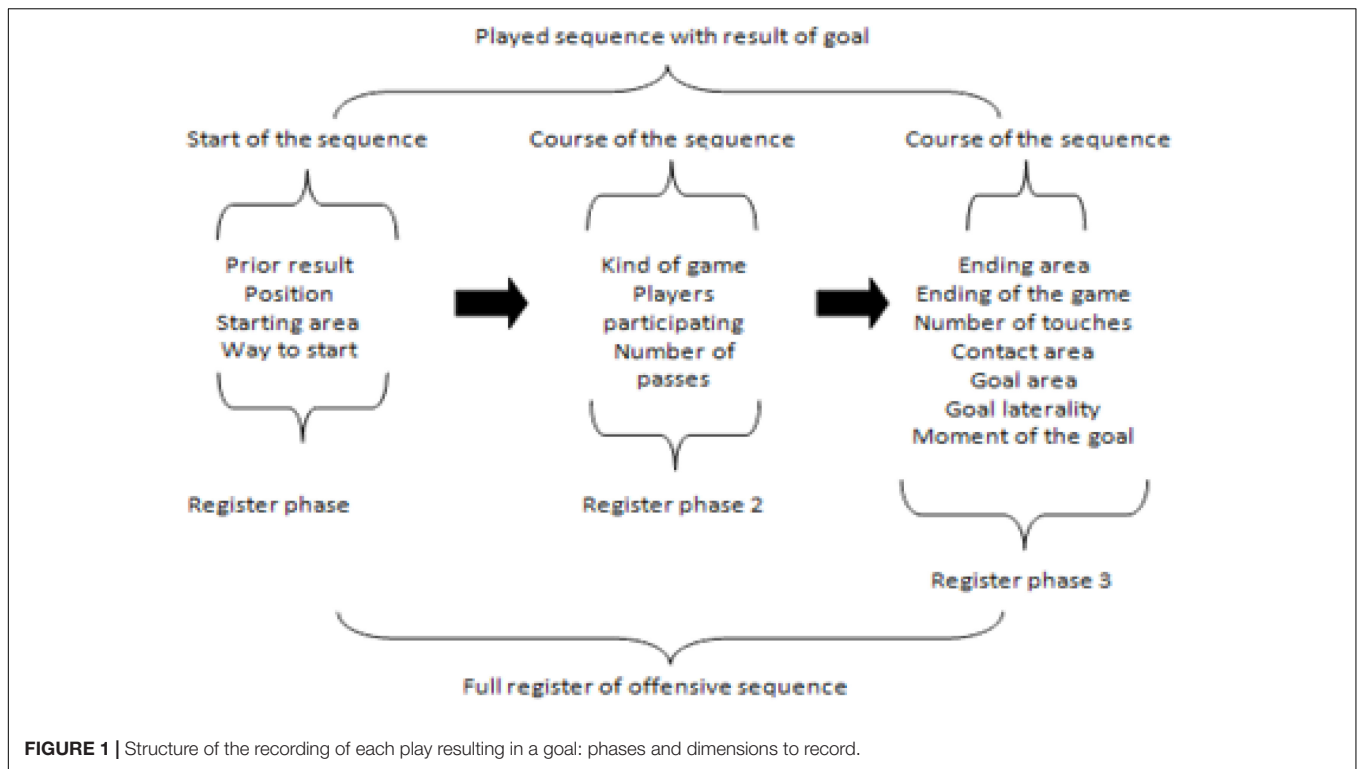 Played sequence with result of goal
Start of the sequence
Course of the sequence
Course of the sequence
Prior result
Position
Starting area
Way to start
Kind of game
Players
participating
Number of
passes
Ending area
Ending of the game
Number of touches
Contact area
Goal area
Goal laterality
Moment of the goal
Register phase
Register phase 2
Register phase 3
Full register of offensive sequence
FIGURE 1 | Structure of the recording of each play resulting in a goal: phases and dimensions to record.